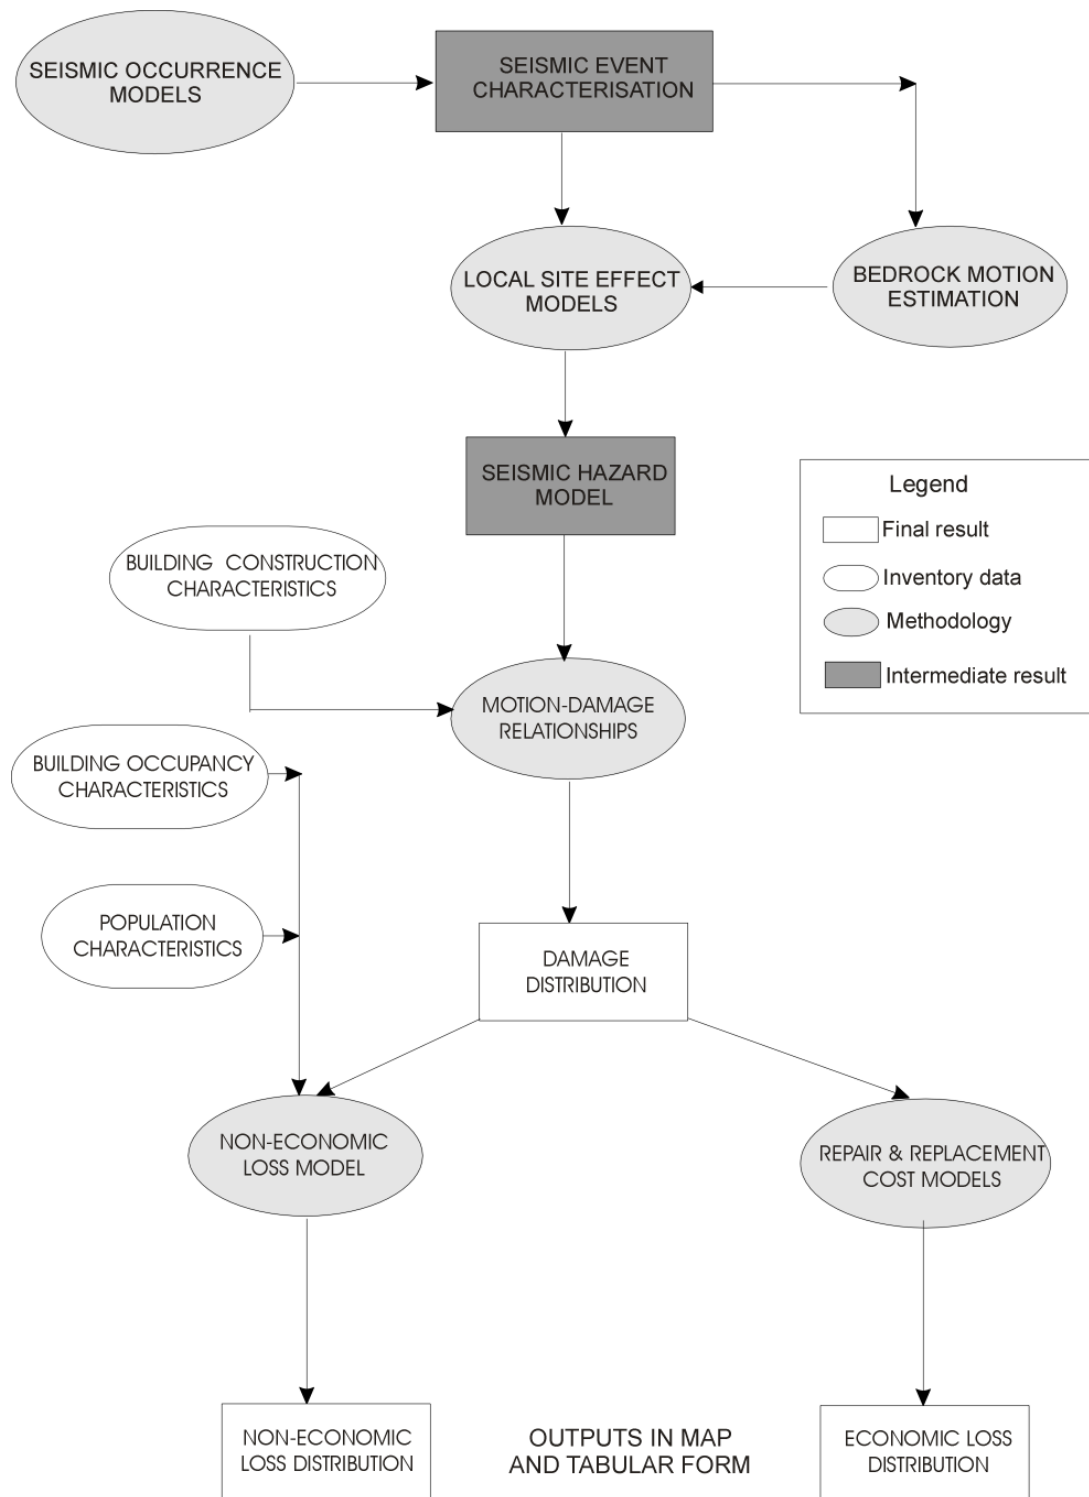 SEISMIC OCCURRENCE
MODELS
SEISMIC EVENT
CHARACTERISATION
LOCAL SITE EFFECT
MODELS
BEDROCK MOTION
ESTIMATION
SEISMIC HAZARD
MODEL
Legend
Final result
Inventory data
Methodology
Intermediate result
BUILDING CONSTRUCTION
CHARACTERISTICS
MOTION-DAMAGE
RELATIONSHIPS
BUILDING OCCUPANCY
CHARACTERISTICS
POPULATION
CHARACTERISTICS
DAMAGE
DISTRIBUTION
NON-ECONOMIC
LOSS MODEL
REPAIR & REPLACEMENT
COST MODELS
NON-ECONOMIC
LOSS DISTRIBUTION
OUTPUTS IN MAP
AND TABULAR FORM
ECONOMIC LOSS
DISTRIBUTION